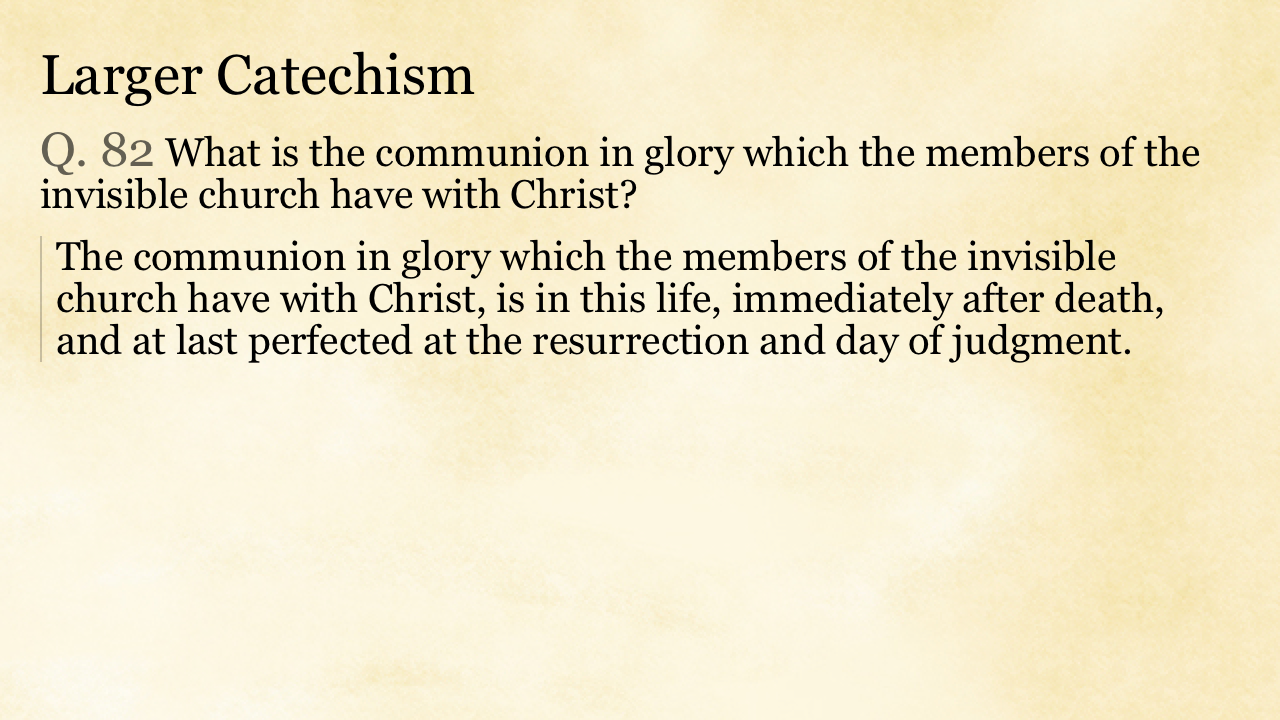 Larger Catechism
Q. 82 What is the communion in glory which the members of the
invisible church have with Christ?
The communion in glory which the members of the invisible
church have with Christ, is in this life, immediately after death,
and at last perfected at the resurrection and day of judgment.